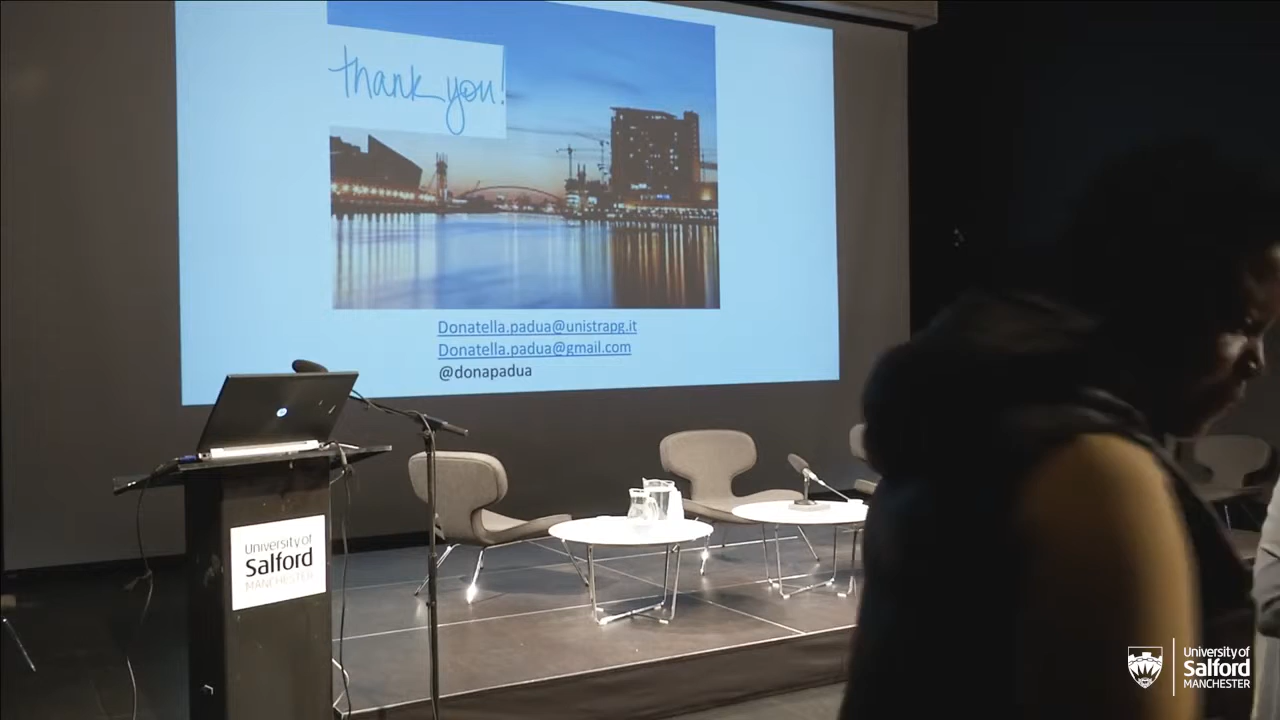 thank you!
Donatella.padua@unistrapg.it
Donatella.padua@gmail.com
@donapadua
University of
Salford
MANCHESTER
University of
Salford
MANCHESTER